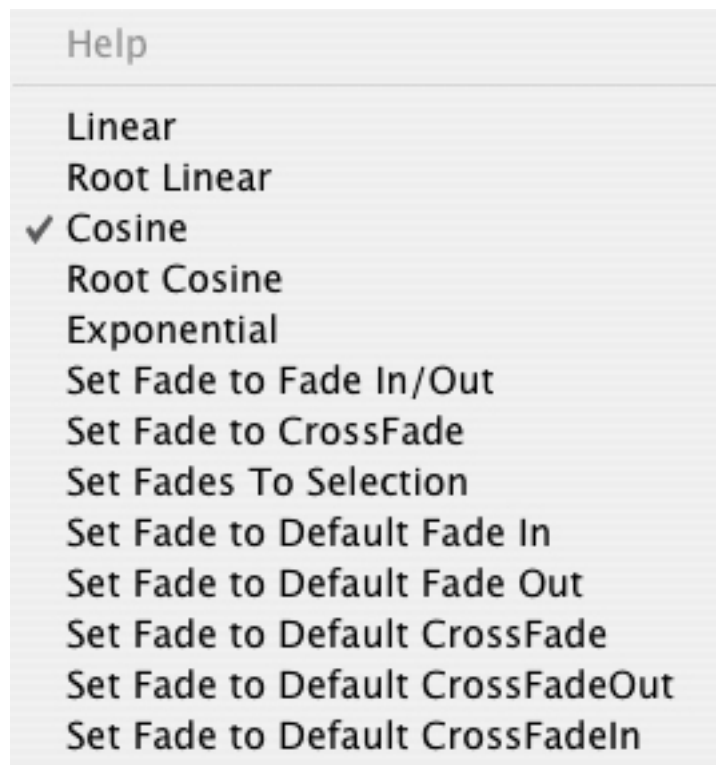 Help
Linear
Root Linear
✓ Cosine
Root Cosine
Exponential
Set Fade to Fade In/Out
Set Fade to CrossFade
Set Fades To Selection
Set Fade to Default Fade In
Set Fade to Default Fade Out
Set Fade to Default CrossFade
Set Fade to Default CrossFadeOut
Set Fade to Default CrossFadeIn